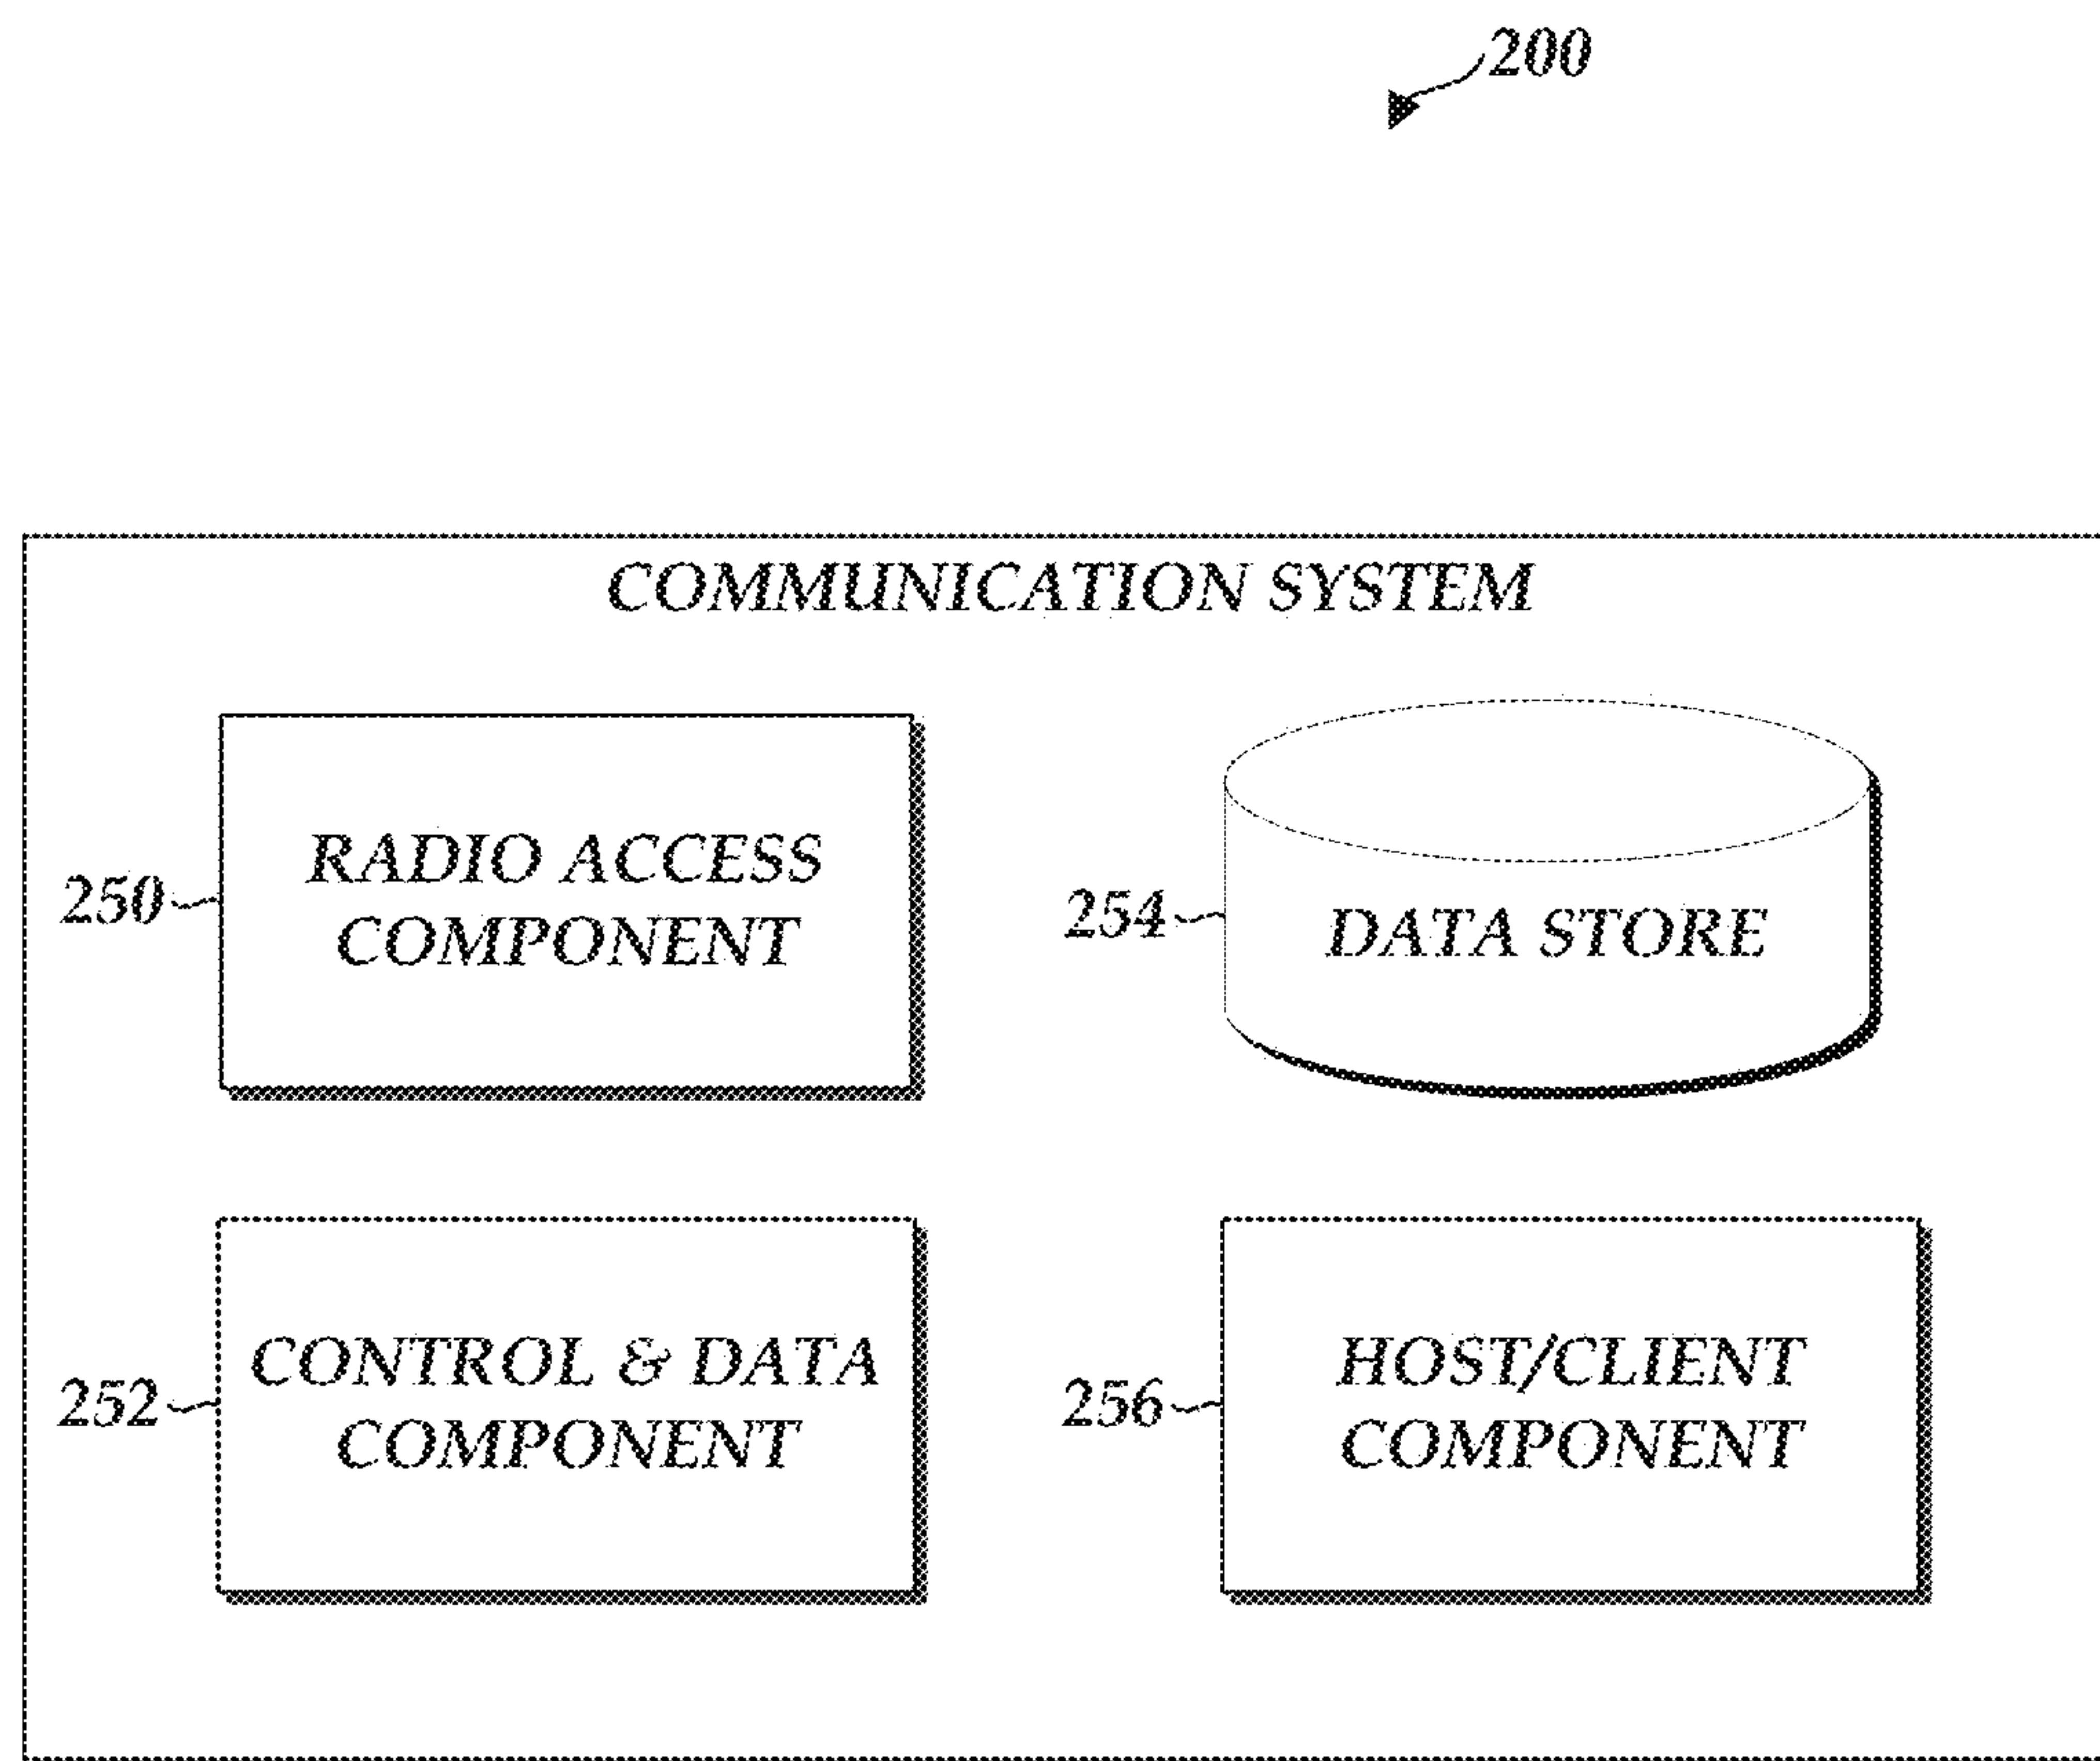 200
COMMUNICATION SYSTEM
250
RADIO ACCESS
COMPONENT
254
DATA STORE
252
CONTROL & DATA
COMPONENT
256
HOST/CLIENT
COMPONENT